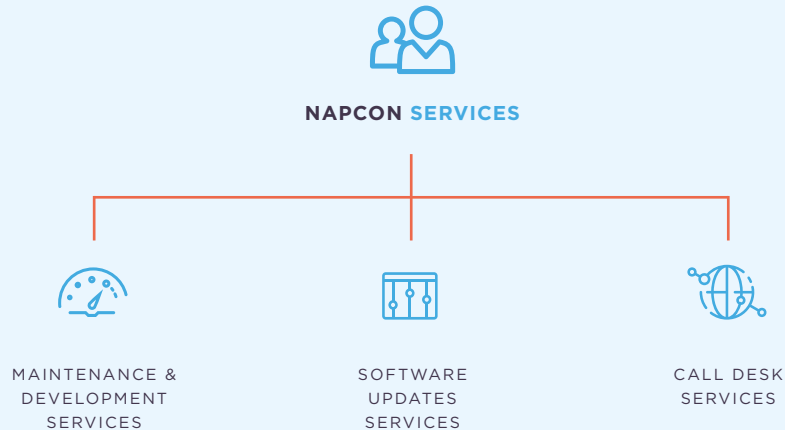 NAPCON SERVICES
MAINTENANCE &
DEVELOPMENT
SERVICES
SOFTWARE
UPDATES
SERVICES
CALL DESK
SERVICES